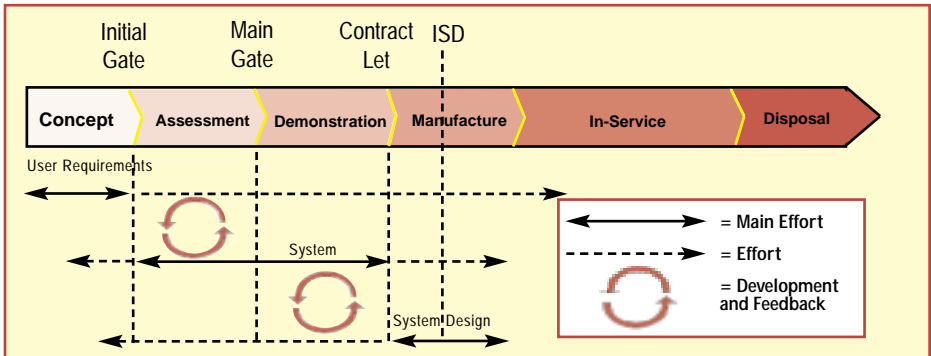 Initial
Gate
Main
Gate
Contract
Let
ISD
Concept
Assessment
Demonstration
Manufacture
In-Service
Disposal
User Requirements
System
System Design
= Main Effort
= Effort
= Development
and Feedback